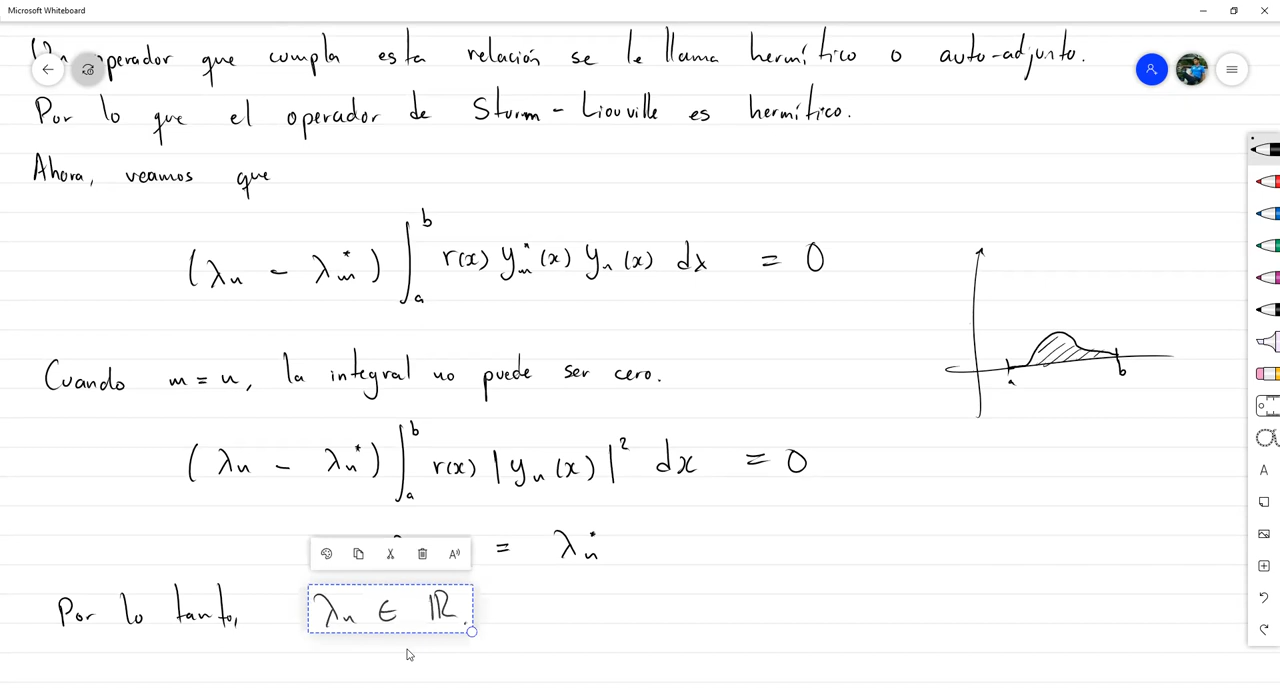 Microsoft Whiteboard
operador que cumpla esta relación se le llama hermítico o auto-adjunto.
Por lo que el operador de Sturm - Liouville es hermítico.
Ahora, veamos que
(λn - λm*) ∫_a^b r(x) ym*(x) yn(x) dx = 0
a b
Cuando m = n, la integral no puede ser cero.
(λn - λn*) ∫_a^b r(x) |yn(x)|² dx = 0
= λn*
Por lo tanto, λn ∈ ℝ.